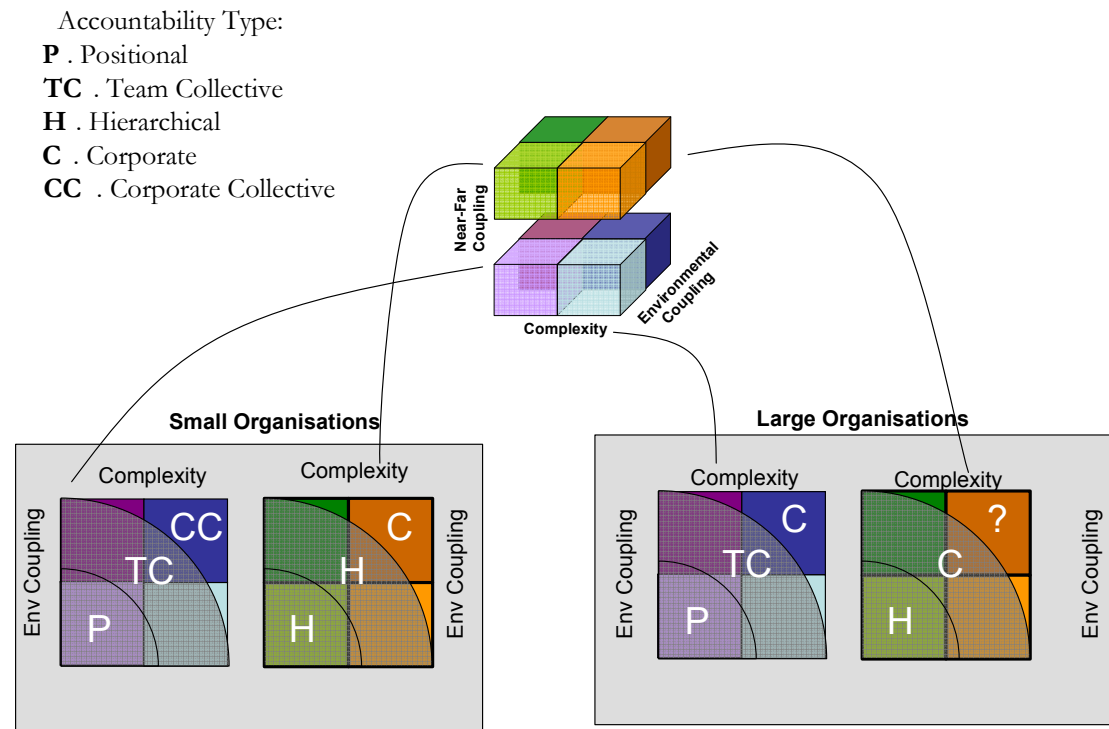 Accountability Type:
P . Positional
TC . Team Collective
H . Hierarchical
C . Corporate
CC . Corporate Collective
Near-Far
Coupling
Environmental
Coupling
Complexity
Small Organisations
Complexity
Complexity
Env Coupling
CC
TC
P
C
H
H
Env Coupling
Large Organisations
Complexity
Complexity
Env Coupling
C
TC
P
?
C
H
Env Coupling